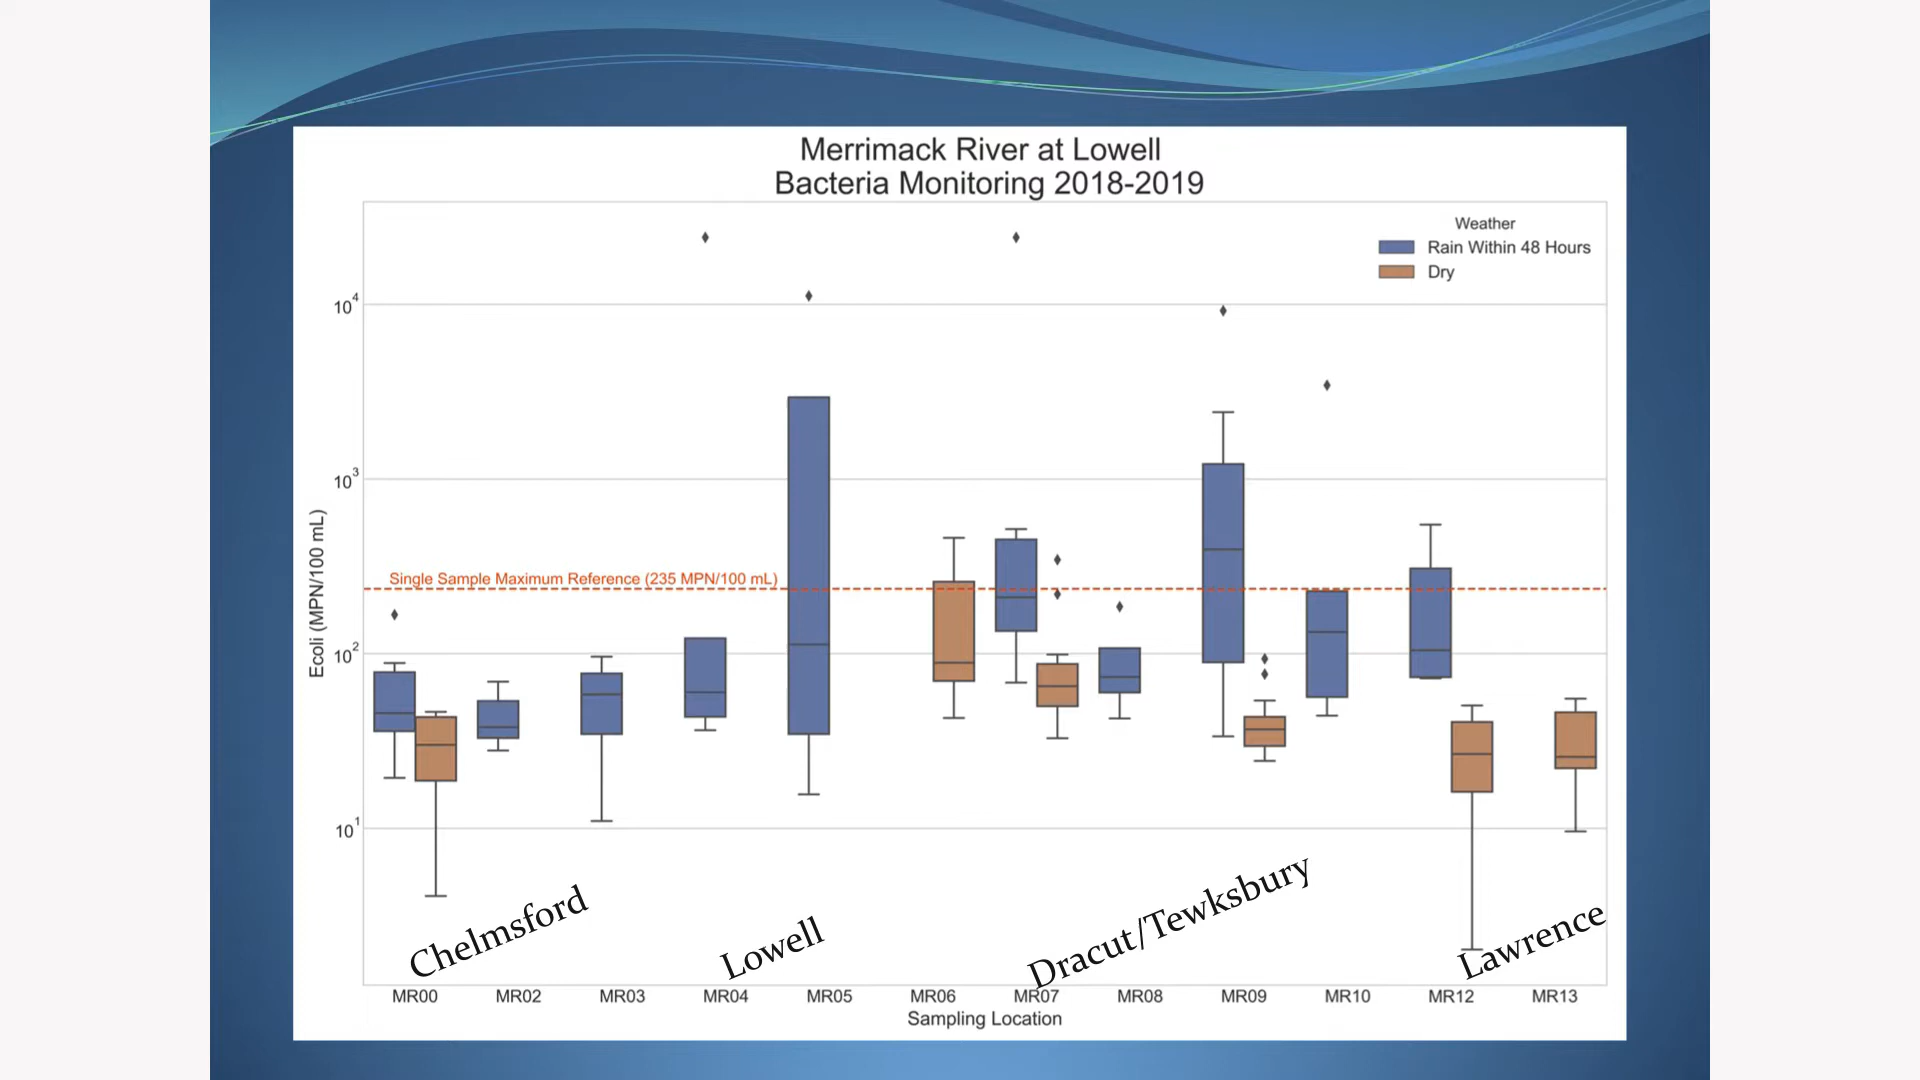 Merrimack River at Lowell
Bacteria Monitoring 2018-2019
Weather
Rain Within 48 Hours
Dry
10⁴
10³
10²
10¹
Ecoli (MPN/100 mL)
Single Sample Maximum Reference (235 MPN/100 mL)
Chelmsford
Lowell
Dracut/Tewksbury
Lawrence
MR00 MR02 MR03 MR04 MR05 MR06 MR07 MR08 MR09 MR10 MR12 MR13
Sampling Location